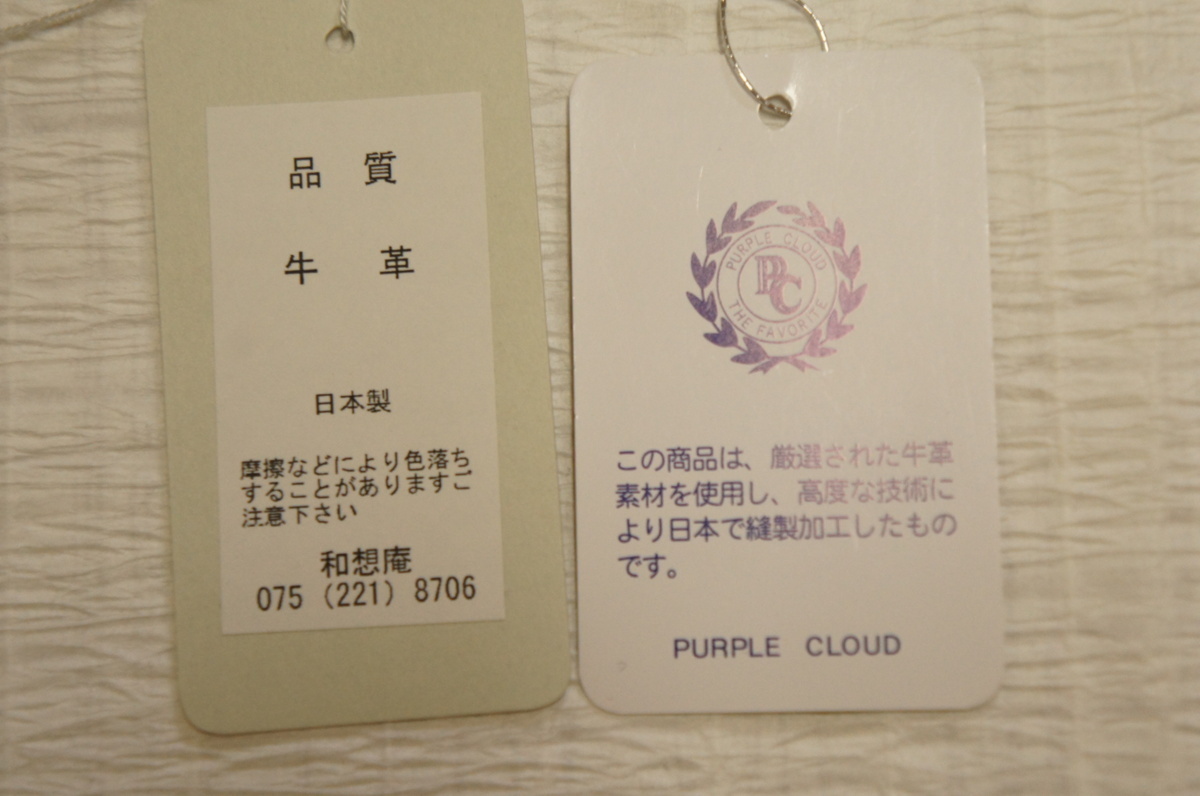 品 質
牛 革
日本製
摩擦などにより色落ち
することがありますご
注意下さい
和想庵
075 (221) 8706
PURPLE CLOUD
PC
THE FAVORITE
この商品は、厳選された牛革
素材を使用し、高度な技術に
より日本で縫製加工したもの
です。
PURPLE CLOUD